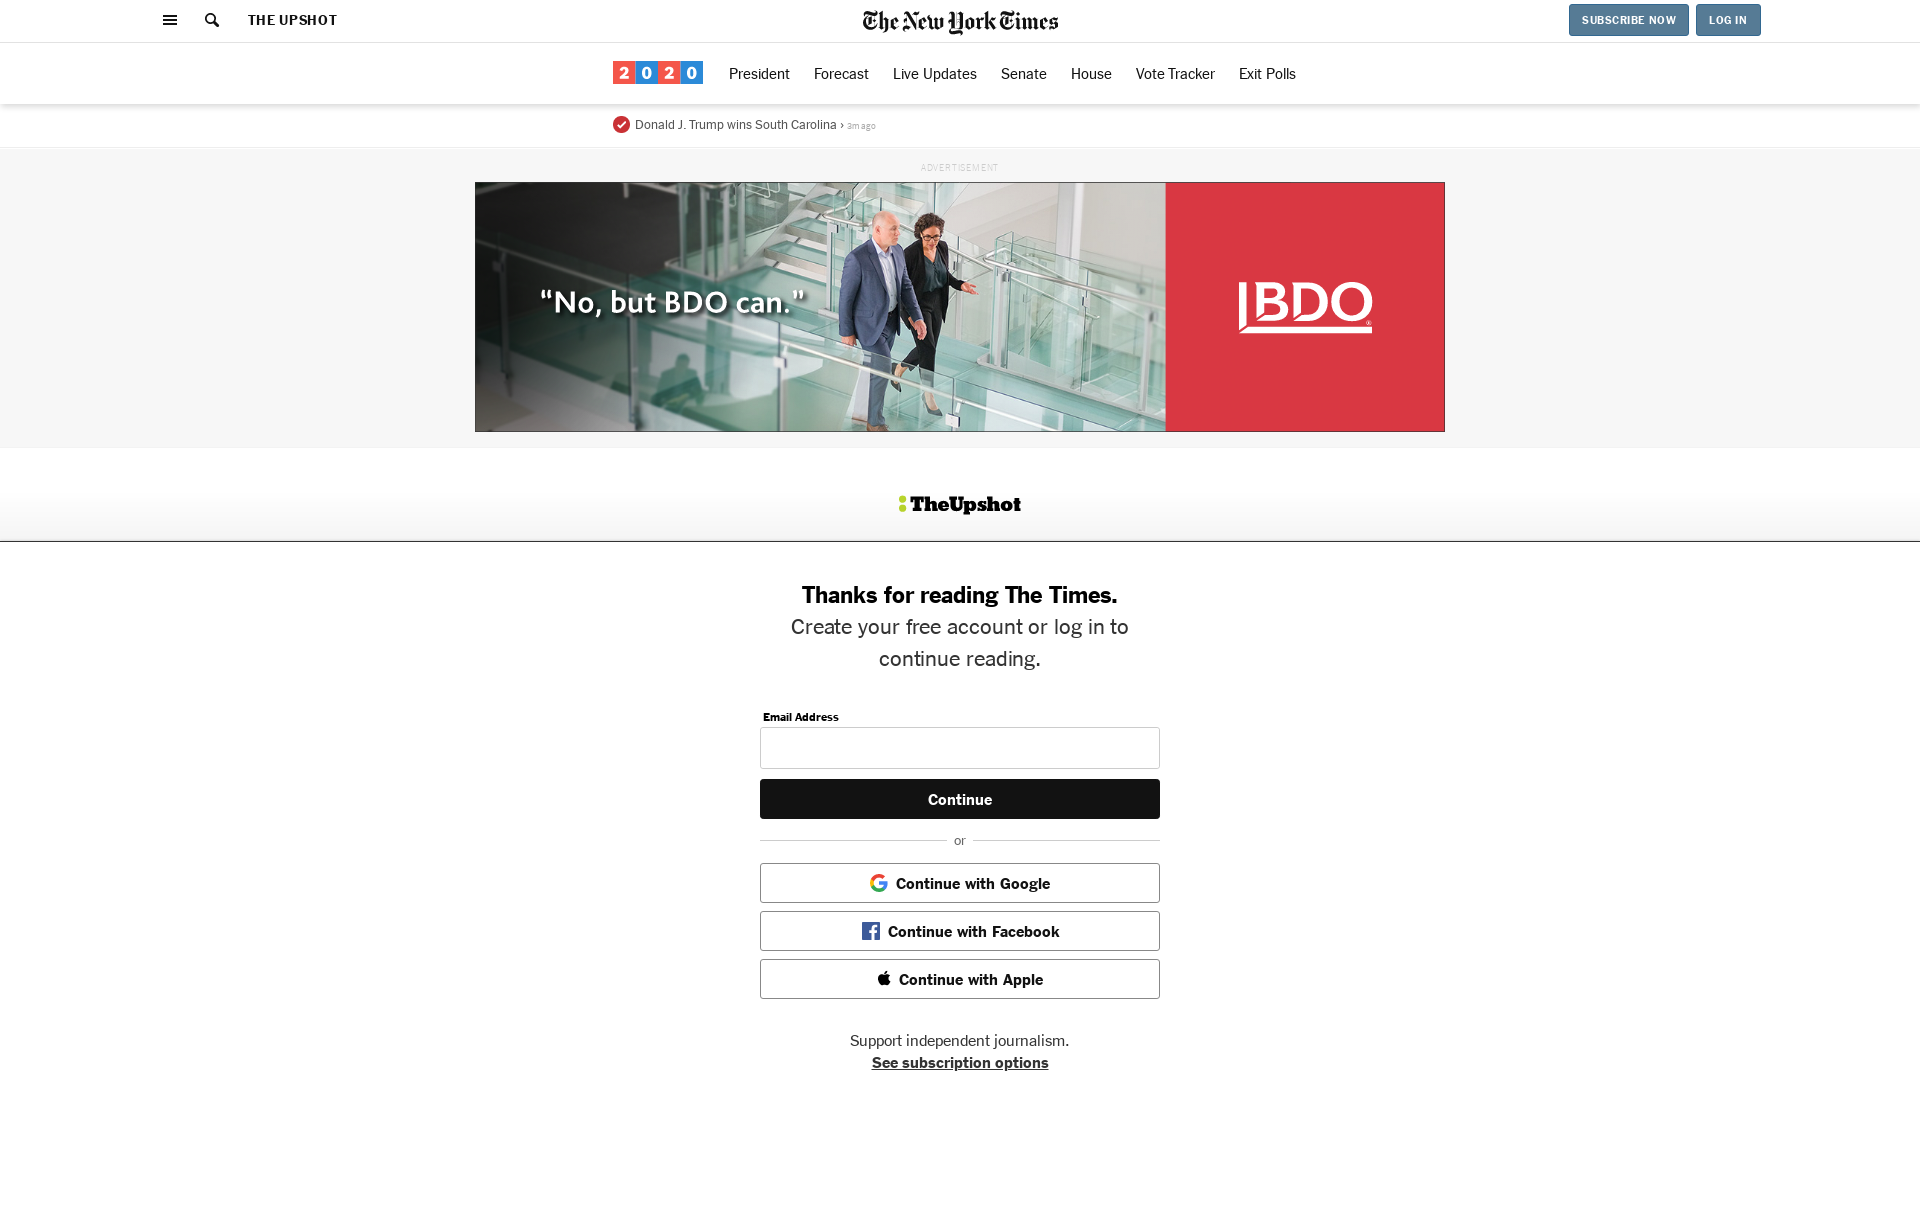 THE UPSHOT
The New York Times
SUBSCRIBE NOW
LOG IN
2020
President
Forecast
Live Updates
Senate
House
Vote Tracker
Exit Polls
Donald J. Trump wins South Carolina › 3m ago
ADVERTISEMENT
“No, but BDO can.”
BDO®
TheUpshot
Thanks for reading The Times.
Create your free account or log in to
continue reading.
Email Address
Continue
or
Continue with Google
Continue with Facebook
Continue with Apple
Support independent journalism.
See subscription options